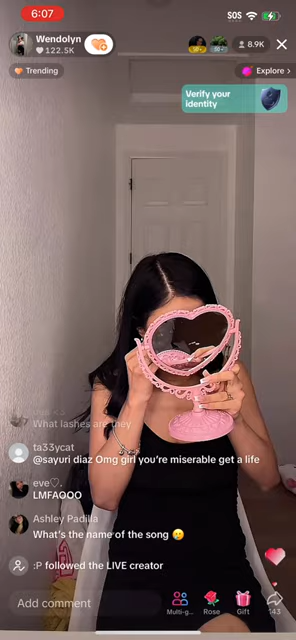 6:07
SOS
Wendolyn
122.5K
8.9K
Trending
Explore >
Verify your
identity
What lashes are they
ta33ycat
@sayuri diaz Omg girl you're miserable get a life
eve♡.
LMFAOOO
Ashley Padilla
What's the name of the song 🥲
:P followed the LIVE creator
Add comment
Multi-g...
Rose
Gift
143